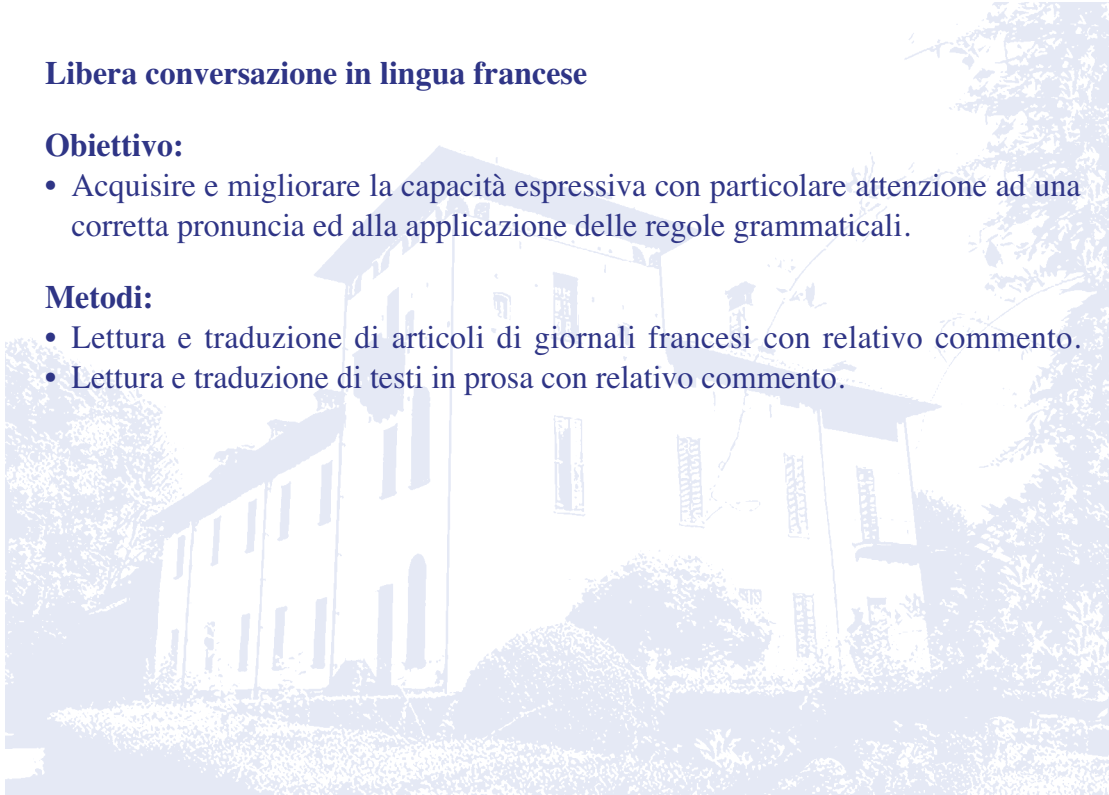 Libera conversazione in lingua francese
Obiettivo:
• Acquisire e migliorare la capacità espressiva con particolare attenzione ad una
corretta pronuncia ed alla applicazione delle regole grammaticali.
Metodi:
• Lettura e traduzione di articoli di giornali francesi con relativo commento.
• Lettura e traduzione di testi in prosa con relativo commento.